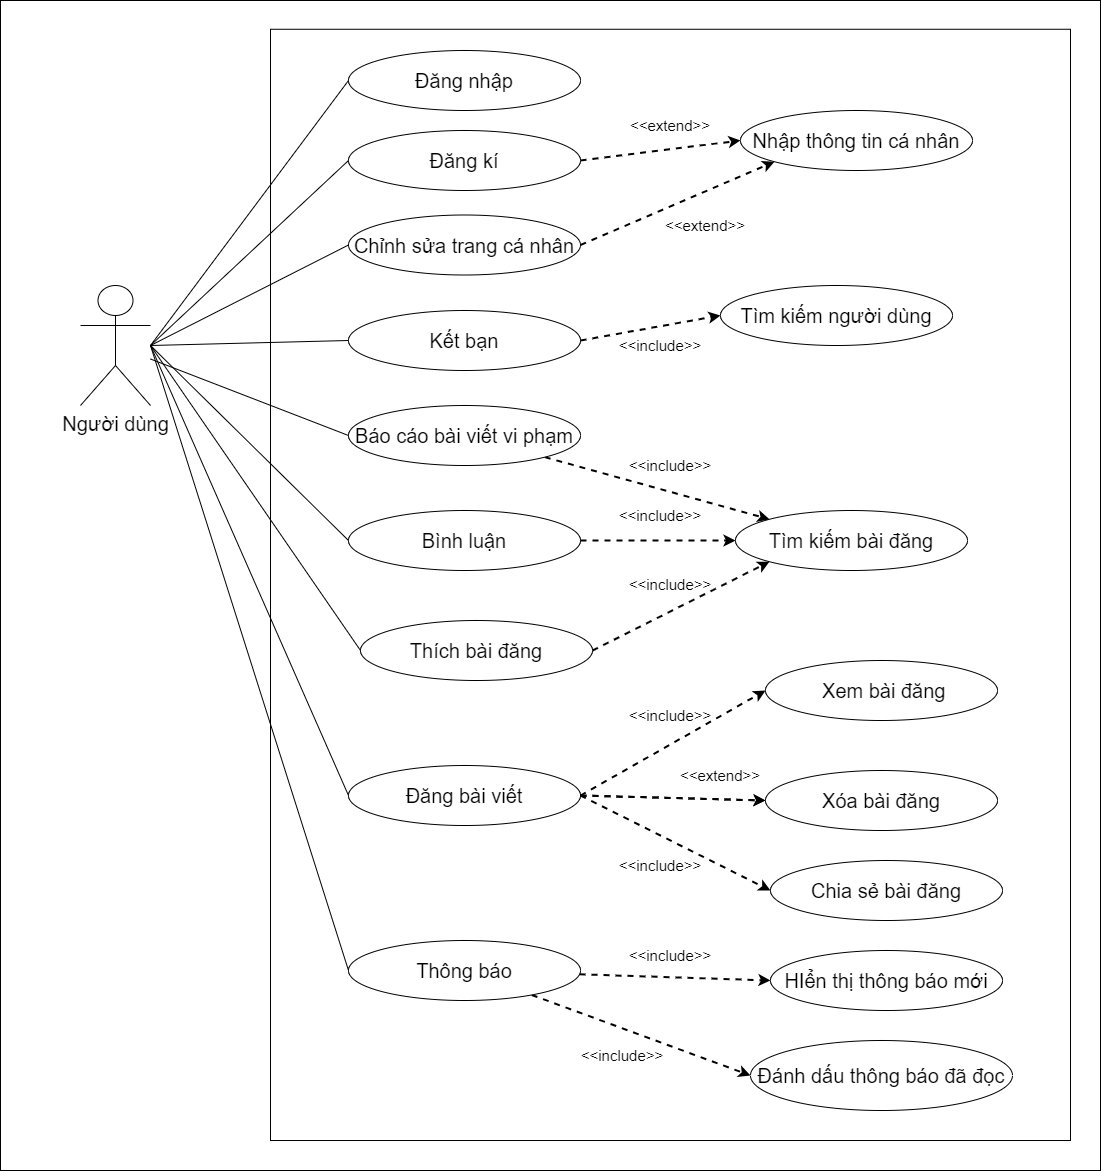 Đăng nhập
<<extend>>
Nhập thông tin cá nhân
Đăng kí
<<extend>>
Chỉnh sửa trang cá nhân
Tìm kiếm người dùng
Kết bạn
<<include>>
Người dùng
Báo cáo bài viết vi phạm
<<include>>
<<include>>
Bình luận
Tìm kiếm bài đăng
<<include>>
Thích bài đăng
Xem bài đăng
<<include>>
<<extend>>
Đăng bài viết
Xóa bài đăng
<<include>>
Chia sẻ bài đăng
<<include>>
Thông báo
HIển thị thông báo mới
<<include>>
Đánh dấu thông báo đã đọc